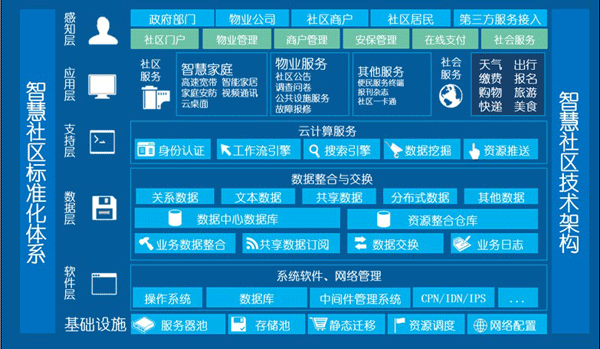 智慧社区标准化体系
感知层
政府部门 物业公司 社区商户 社区居民 第三方服务接入
社区门户 物业管理 商户管理 安保管理 在线支付 社会服务
应用层
社区服务
智慧家庭
高速宽带 智能家居
家庭安防 视频通讯
云桌面
物业服务
社区公告
调查问卷
公共设施服务
故障报修
其他服务
便民服务终端
报刊杂志
社区一卡通
社会服务
天气 出行
缴费 报名
购物 旅游
快递 美食
支持层
云计算服务
身份认证 工作流引擎 搜索引擎 数据挖掘 资源推送
数据层
数据整合与交换
关系数据 文本数据 共享数据 分布式数据 其他数据
数据中心数据库 资源整合仓库
业务数据整合 共享数据订阅 数据交换 业务日志
软件层
系统软件、网络管理
操作系统 数据库 中间件管理系统 CPN/IDN/IPS ...
基础设施 服务器池 存储池 静态迁移 资源调度 网络配置
智慧社区技术架构